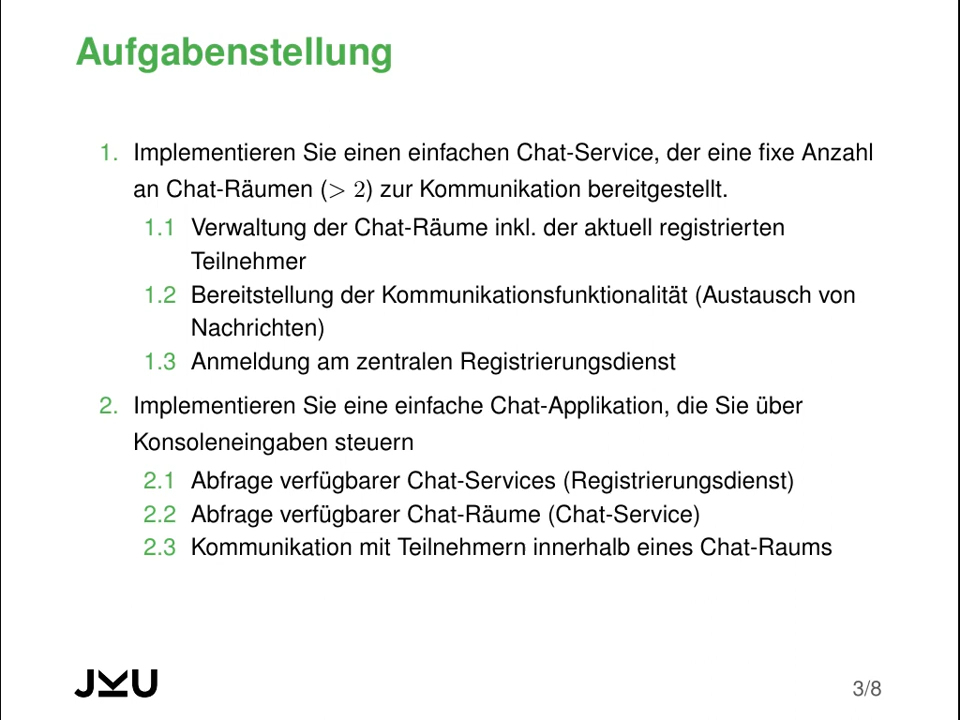 Aufgabenstellung
1. Implementieren Sie einen einfachen Chat-Service, der eine fixe Anzahl
an Chat-Räumen (> 2) zur Kommunikation bereitgestellt.
1.1 Verwaltung der Chat-Räume inkl. der aktuell registrierten
Teilnehmer
1.2 Bereitstellung der Kommunikationsfunktionalität (Austausch von
Nachrichten)
1.3 Anmeldung am zentralen Registrierungsdienst
2. Implementieren Sie eine einfache Chat-Applikation, die Sie über
Konsoleneingaben steuern
2.1 Abfrage verfügbarer Chat-Services (Registrierungsdienst)
2.2 Abfrage verfügbarer Chat-Räume (Chat-Service)
2.3 Kommunikation mit Teilnehmern innerhalb eines Chat-Raums
JKU
3/8